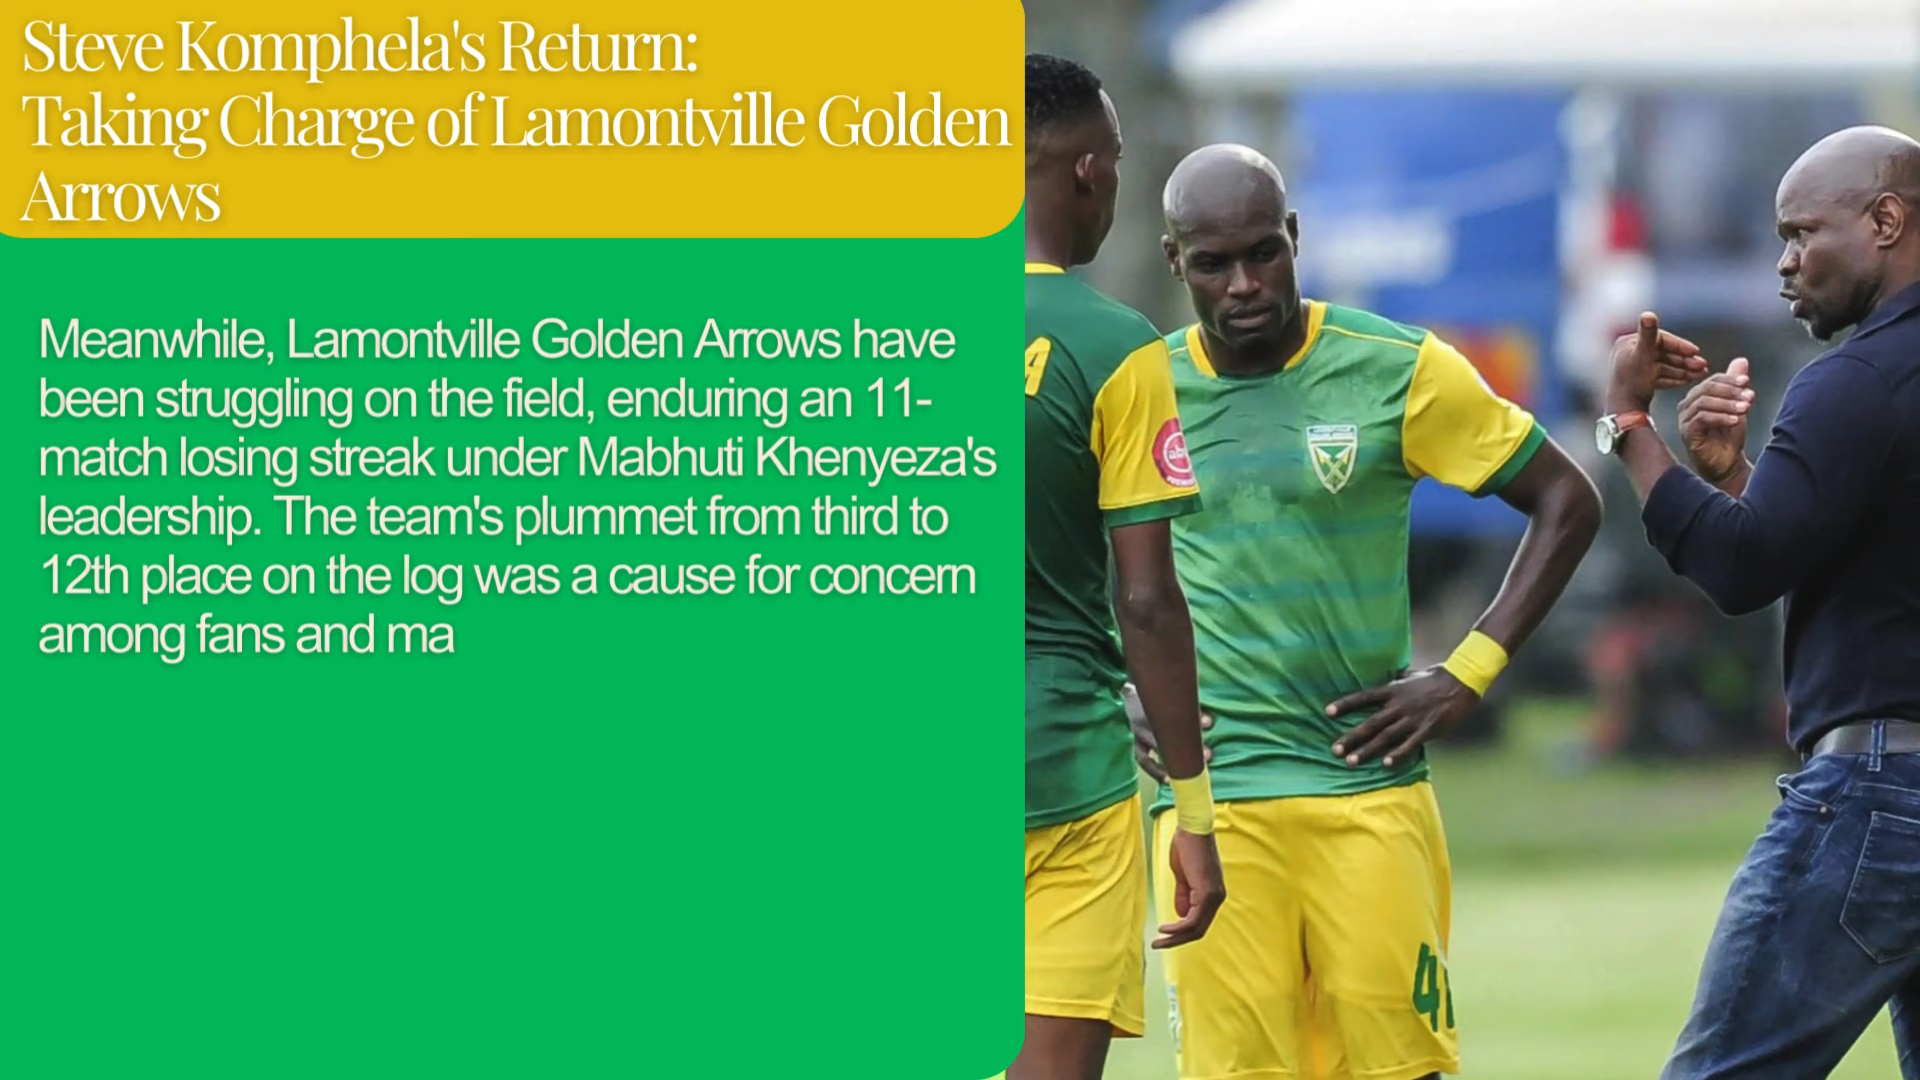 Steve Komphela's Return:
Taking Charge of Lamontville Golden
Arrows
Meanwhile, Lamontville Golden Arrows have
been struggling on the field, enduring an 11-
match losing streak under Mabhuti Khenyeza's
leadership. The team's plummet from third to
12th place on the log was a cause for concern
among fans and ma
A